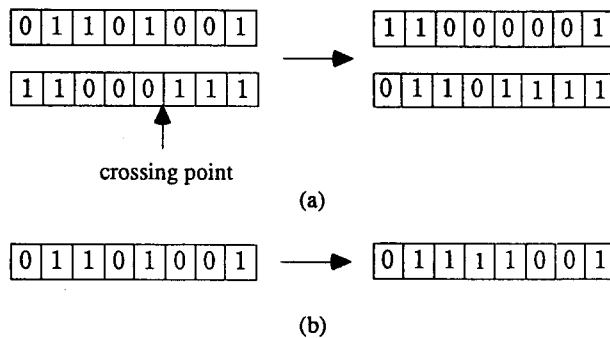 0 1 1 0 1 0 0 1
1 1 0 0 0 0 0 1
1 1 0 0 0 1 1 1
0 1 1 0 1 1 1 1
crossing point
(a)
0 1 1 0 1 0 0 1
0 1 1 1 1 0 0 1
(b)